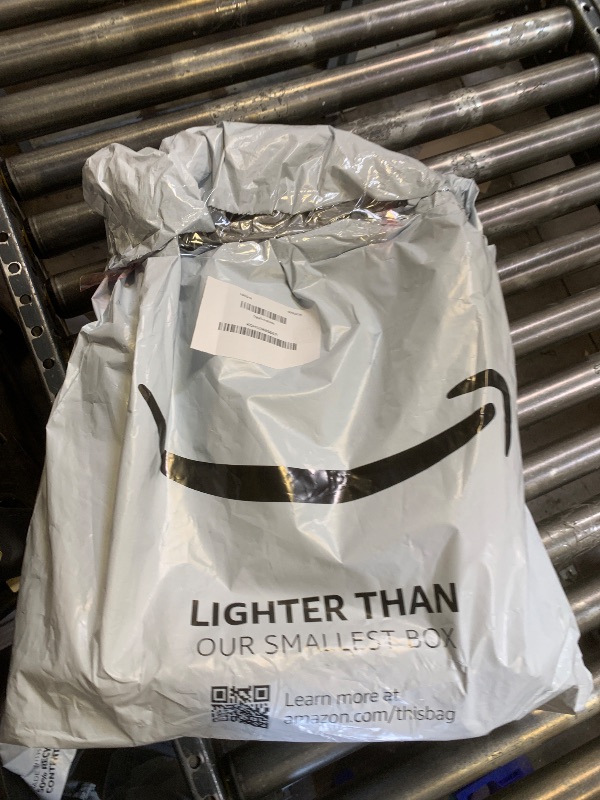 LIGHTER THAN
OUR SMALLEST BOX
Learn more at
amazon.com/thisbag